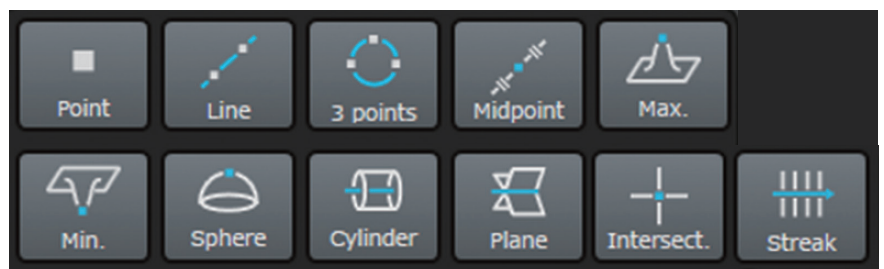 Point
Line
3 points
Midpoint
Max.
Min.
Sphere
Cylinder
Plane
Intersect.
Streak